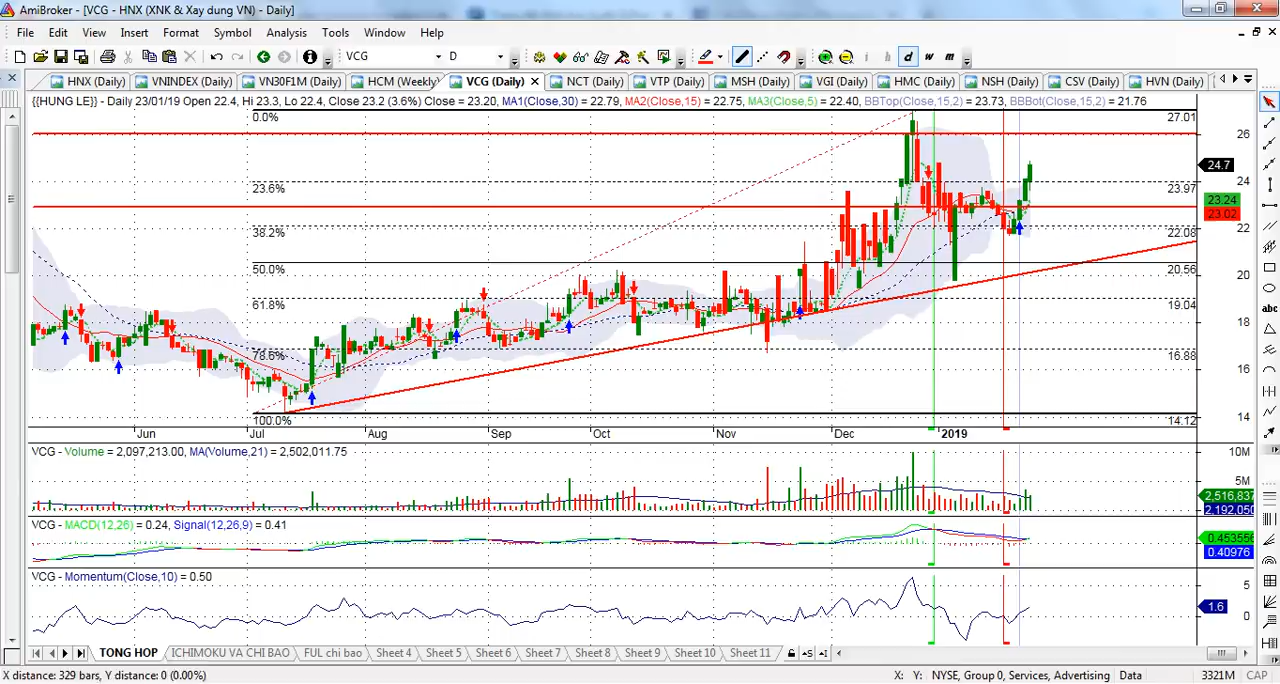 AmiBroker - [VCG - HNX (XNK & Xay dung VN) - Daily]
File Edit View Insert Format Symbol Analysis Tools Window Help
VCG D i h d w m
HNX (Daily) VNINDEX (Daily) VN30F1M (Daily) HCM (Weekly) VCG (Daily) NCT (Daily) VTP (Daily) MSH (Daily) VGI (Daily) HMC (Daily) NSH (Daily) CSV (Daily) HVN (Daily)
{{HUNG LE}} - Daily 23/01/19 Open 22.4, Hi 23.3, Lo 22.4, Close 23.2 (3.6%) Close = 23.20, MA1(Close,30) = 22.79, MA2(Close,15) = 22.75, MA3(Close,5) = 22.40, BBTop(Close,15,2) = 23.73, BBBot(Close,15,2) = 21.76
0.0% 27.01
26
24.7
24
23.6% 23.97
23.24
23.02
38.2% 22.08 22
50.0% 20.56 20
61.8% 19.04
18
78.6% 16.88
16
100.0% 14.12 14
Jun Jul Aug Sep Oct Nov Dec 2019
VCG - Volume = 2,097,213.00, MA(Volume,21) = 2,502,011.75
10M
5M
2,516,837
2,192,050
VCG - MACD(12,26) = 0.24, Signal(12,26,9) = 0.41
0.453556
0.40976
VCG - Momentum(Close,10) = 0.50
5
1.6
0
TONG HOP ICHIMOKU VA CHI BAO FUL chi bao Sheet 4 Sheet 5 Sheet 6 Sheet 7 Sheet 8 Sheet 9 Sheet 10 Sheet 11
X distance: 329 bars, Y distance: 0 (0.00%) X: Y: NYSE, Group 0, Services, Advertising Data 3321M CAP
abc